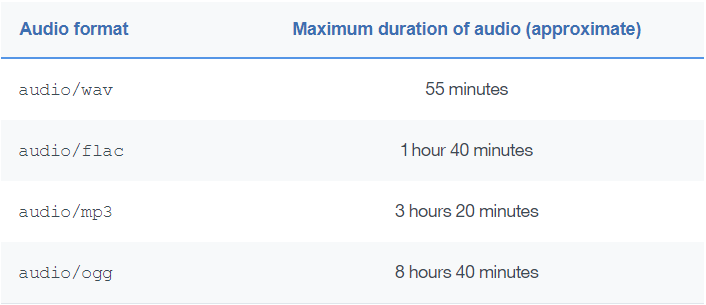 Audio format Maximum duration of audio (approximate)
audio/wav 55 minutes
audio/flac 1 hour 40 minutes
audio/mp3 3 hours 20 minutes
audio/ogg 8 hours 40 minutes